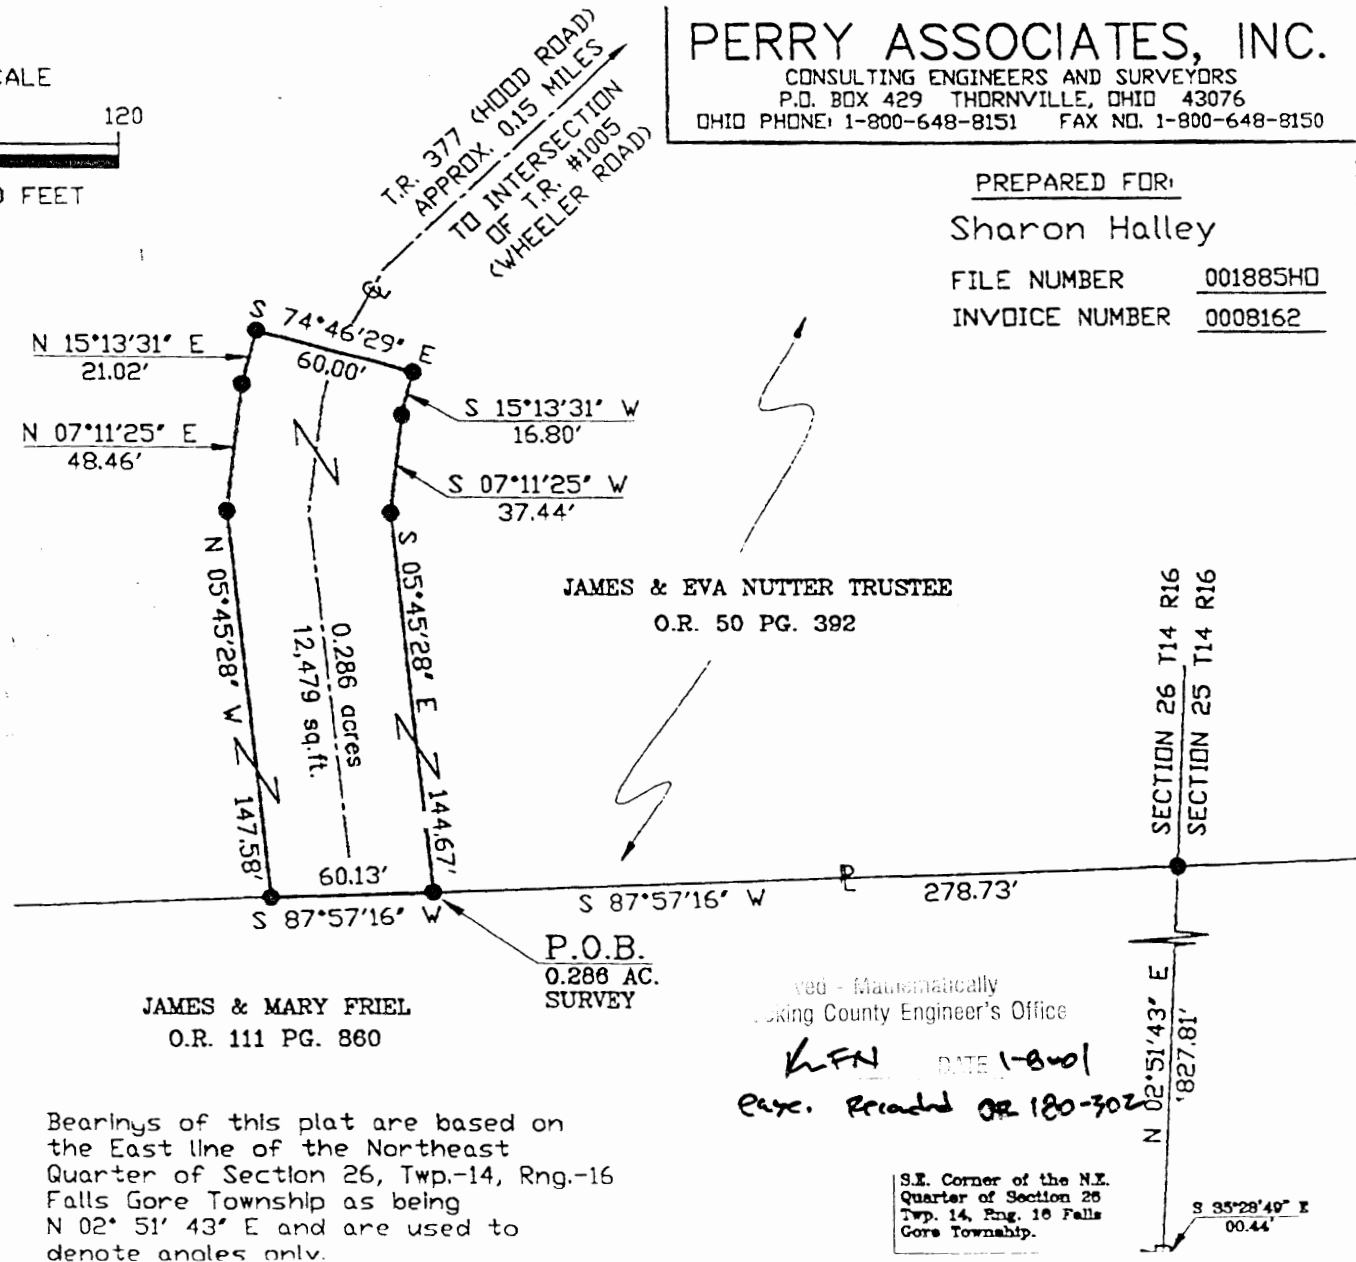 PERRY ASSOCIATES, INC.
CONSULTING ENGINEERS AND SURVEYORS
P.O. BOX 429 THORNVILLE, OHIO 43076
OHIO PHONE: 1-800-648-8151 FAX NO. 1-800-648-8150
120
FEET
T.R. 377 (HOOD ROAD)
APPROX. 0.15 MILES
TO INTERSECTION
OF T.R. #1005
(WHEELER ROAD)
PREPARED FOR:
Sharon Halley
FILE NUMBER 001885HO
INVOICE NUMBER 0008162
S 74°46'29" E
60.00'
N 15°13'31" E
21.02'
N 07°11'25" E
48.46'
S 15°13'31" W
16.80'
S 07°11'25" W
37.44'
N 05°45'28" W 147.58'
0.286 acres
12,479 sq.ft.
S 05°45'28" E 144.67'
JAMES & EVA NUTTER TRUSTEE
O.R. 50 PG. 392
SECTION 26 T14 R16
SECTION 25 T14 R16
60.13'
S 87°57'16" W
S 87°57'16" W
278.73'
P.O.B.
0.286 AC.
SURVEY
JAMES & MARY FRIEL
O.R. 111 PG. 860
- Mathematically
County Engineer's Office
DATE
Recorded OR 180-302
N 02°51'43" E
827.81'
Bearings of this plat are based on
the East line of the Northeast
Quarter of Section 26, Twp.-14, Rng.-16
Falls Gore Township as being
N 02° 51' 43" E and are used to
denote angles only.
S.E. Corner of the N.E.
Quarter of Section 26
Twp. 14, Rng. 16 Falls
Gore Township.
S 35°28'49" E
00.44'